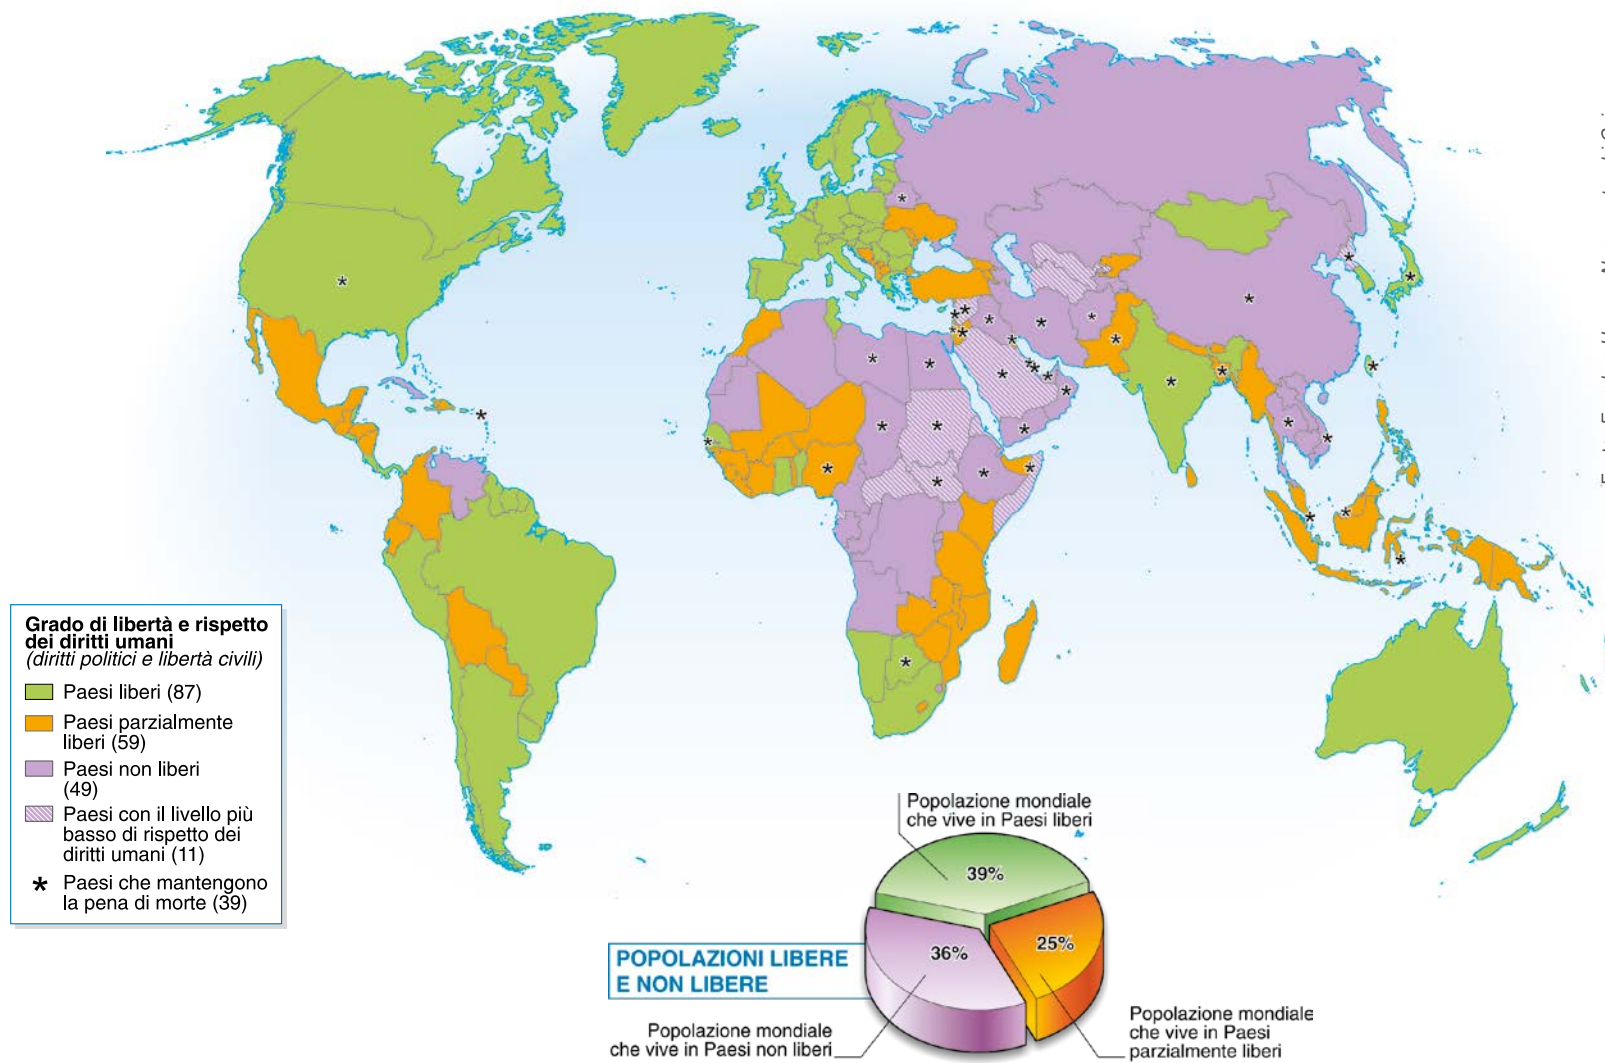 Grado di libertà e rispetto
dei diritti umani
(diritti politici e libertà civili)
Paesi liberi (87)
Paesi parzialmente
liberi (59)
Paesi non liberi
(49)
Paesi con il livello più
basso di rispetto dei
diritti umani (11)
* Paesi che mantengono
la pena di morte (39)
Popolazione mondiale
che vive in Paesi liberi
39%
36%
25%
POPOLAZIONI LIBERE
E NON LIBERE
Popolazione mondiale
che vive in Paesi non liberi
Popolazione mondiale
che vive in Paesi
parzialmente liberi